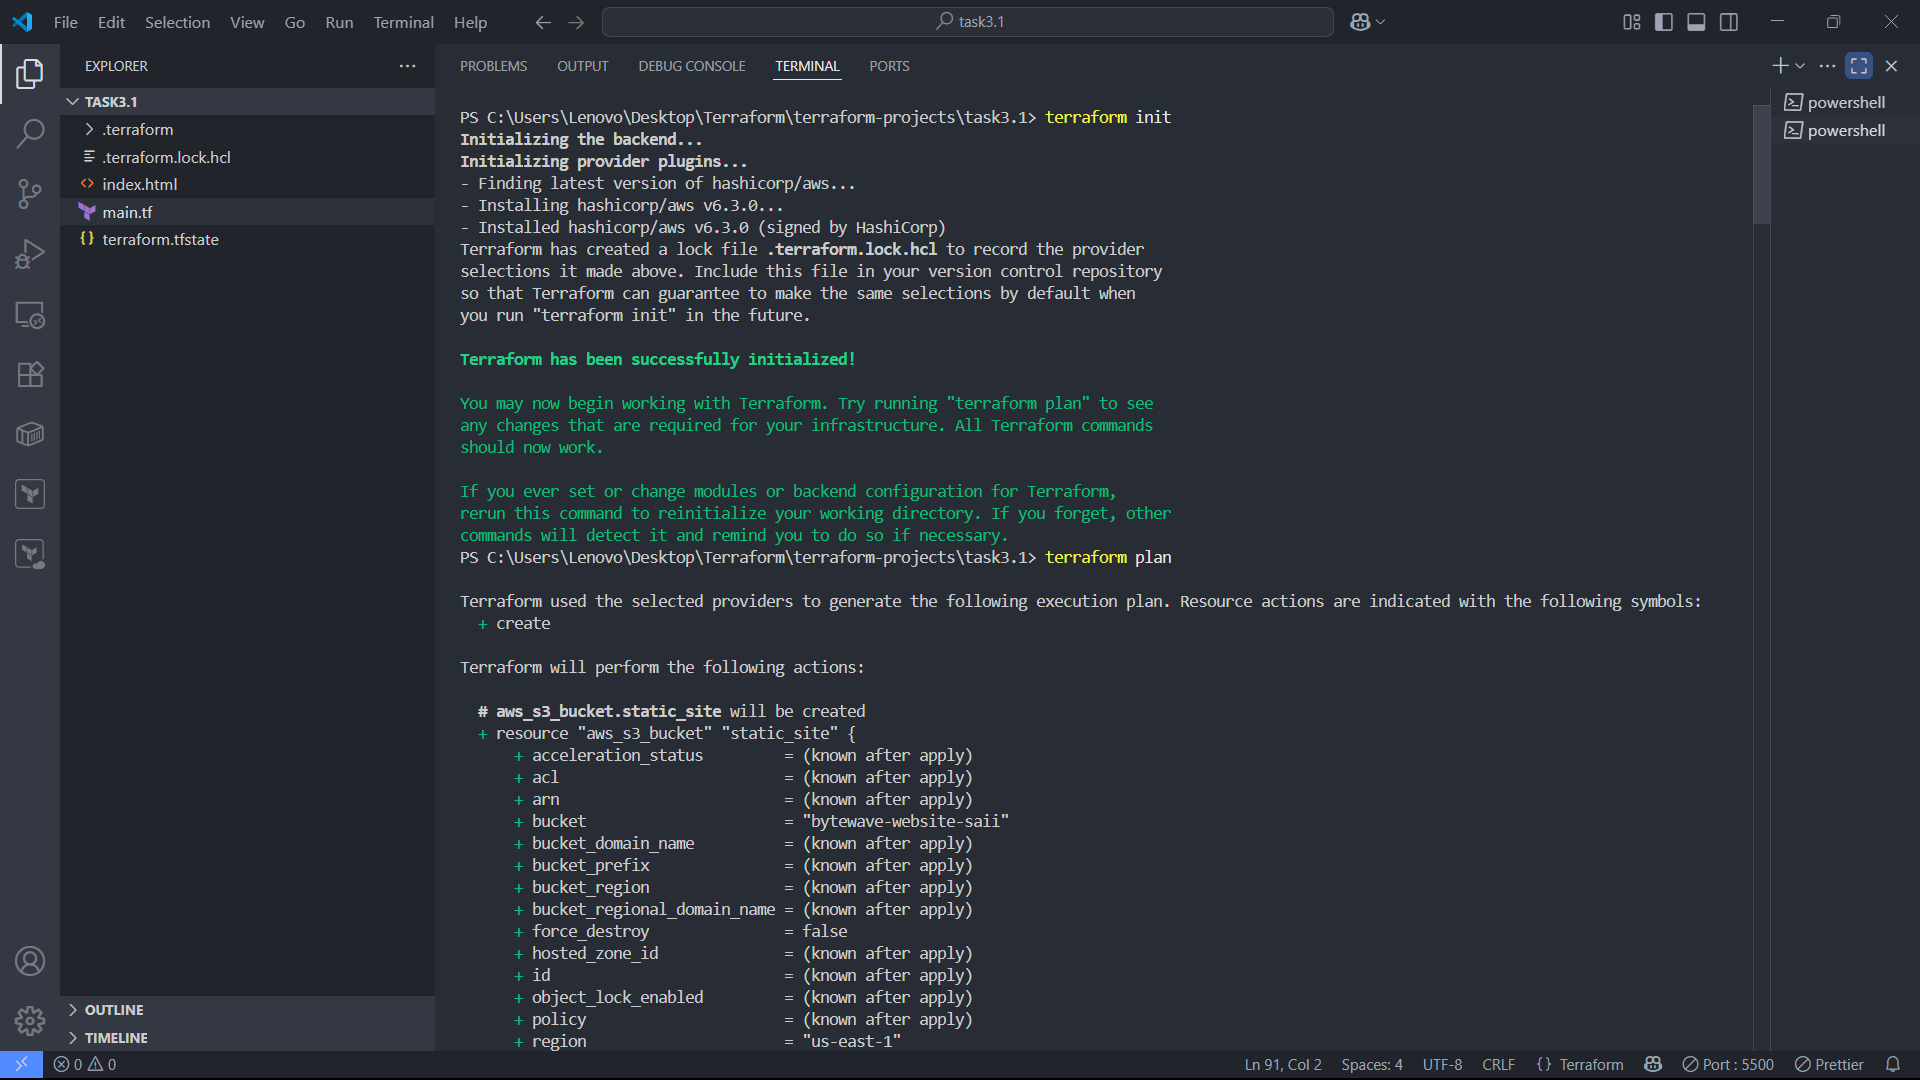 File Edit Selection View Go Run Terminal Help
task3.1
EXPLORER
TASK3.1
.terraform
.terraform.lock.hcl
index.html
main.tf
terraform.tfstate
OUTLINE
TIMELINE
PROBLEMS OUTPUT DEBUG CONSOLE TERMINAL PORTS
powershell
powershell
PS C:\Users\Lenovo\Desktop\Terraform\terraform-projects\task3.1> terraform init
Initializing the backend...
Initializing provider plugins...
- Finding latest version of hashicorp/aws...
- Installing hashicorp/aws v6.3.0...
- Installed hashicorp/aws v6.3.0 (signed by HashiCorp)
Terraform has created a lock file .terraform.lock.hcl to record the provider
selections it made above. Include this file in your version control repository
so that Terraform can guarantee to make the same selections by default when
you run "terraform init" in the future.
Terraform has been successfully initialized!
You may now begin working with Terraform. Try running "terraform plan" to see
any changes that are required for your infrastructure. All Terraform commands
should now work.
If you ever set or change modules or backend configuration for Terraform,
rerun this command to reinitialize your working directory. If you forget, other
commands will detect it and remind you to do so if necessary.
PS C:\Users\Lenovo\Desktop\Terraform\terraform-projects\task3.1> terraform plan
Terraform used the selected providers to generate the following execution plan. Resource actions are indicated with the following symbols:
+ create
Terraform will perform the following actions:
# aws_s3_bucket.static_site will be created
+ resource "aws_s3_bucket" "static_site" {
+ acceleration_status = (known after apply)
+ acl = (known after apply)
+ arn = (known after apply)
+ bucket = "bytewave-website-saii"
+ bucket_domain_name = (known after apply)
+ bucket_prefix = (known after apply)
+ bucket_region = (known after apply)
+ bucket_regional_domain_name = (known after apply)
+ force_destroy = false
+ hosted_zone_id = (known after apply)
+ id = (known after apply)
+ object_lock_enabled = (known after apply)
+ policy = (known after apply)
+ region = "us-east-1"
0 0
Ln 91, Col 2 Spaces: 4 UTF-8 CRLF {} Terraform Port : 5500 Prettier